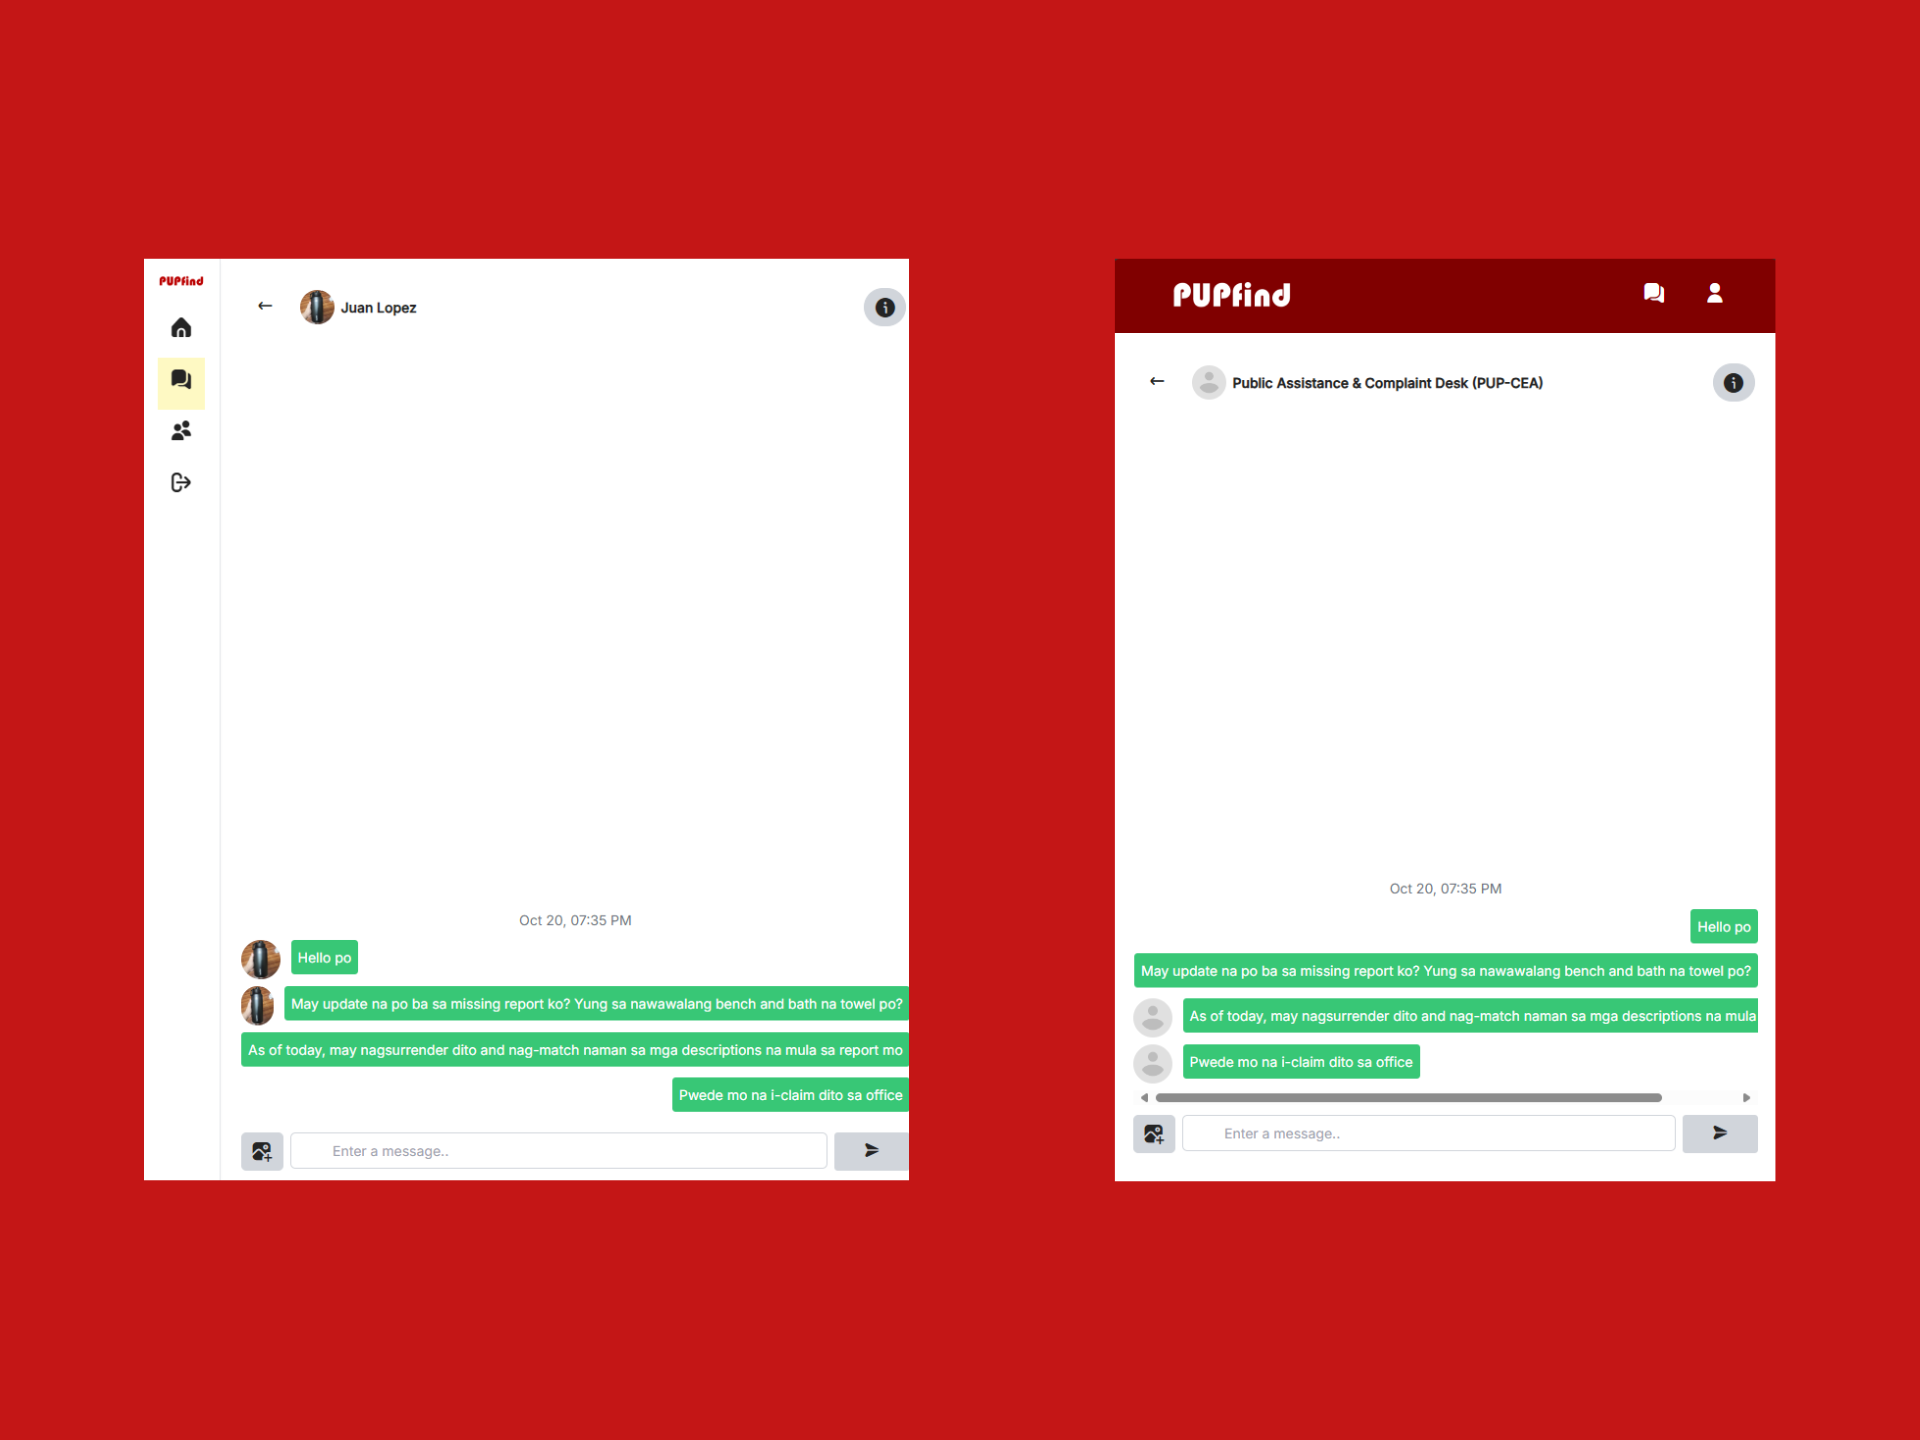 PUPfind
Juan Lopez
Oct 20, 07:35 PM
Hello po
May update na po ba sa missing report ko? Yung sa nawawalang bench and bath na towel po?
As of today, may nagsurrender dito and nag-match naman sa mga descriptions na mula sa report mo
Pwede mo na i-claim dito sa office
Enter a message..
PUPfind
Public Assistance & Complaint Desk (PUP-CEA)
Oct 20, 07:35 PM
Hello po
May update na po ba sa missing report ko? Yung sa nawawalang bench and bath na towel po?
As of today, may nagsurrender dito and nag-match naman sa mga descriptions na mula
Pwede mo na i-claim dito sa office
Enter a message..